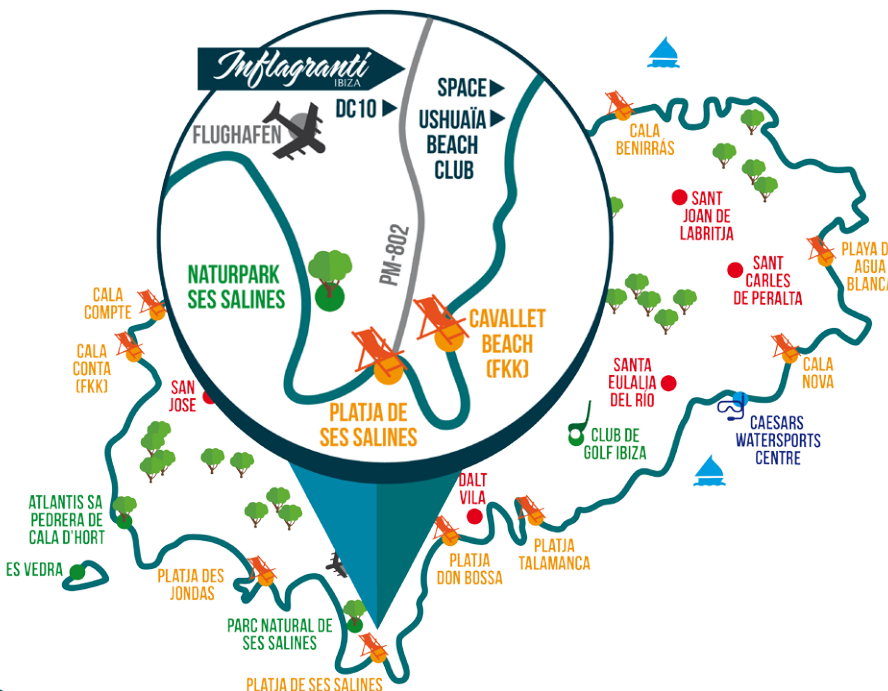 Inflagranti
IBIZA
DC10
FLUGHAFEN
SPACE
USHUAÏA
BEACH
CLUB
PM-802
NATURPARK
SES SALINES
CAVALLET
BEACH
(FKK)
PLATJA DE
SES SALINES
CALA
BENIRRÁS
SANT
JOAN DE
LABRITJA
PLAYA D
AGUA
BLANCA
SANT
CARLES
DE PERALTA
CALA
COMPTE
CALA
CONTA
(FKK)
SAN
JOSE
SANTA
EULALIA
DEL RÍO
CALA
NOVA
CLUB DE
GOLF IBIZA
CAESARS
WATERSPORTS
CENTRE
DALT
VILA
ATLANTIS SA
PEDRERA DE
CALA D'HORT
ES VEDRA
PLATJA DES
JONDAS
PLATJA
DON BOSSA
PLATJA
TALAMANCA
PARC NATURAL DE
SES SALINES
PLATJA DE SES SALINES